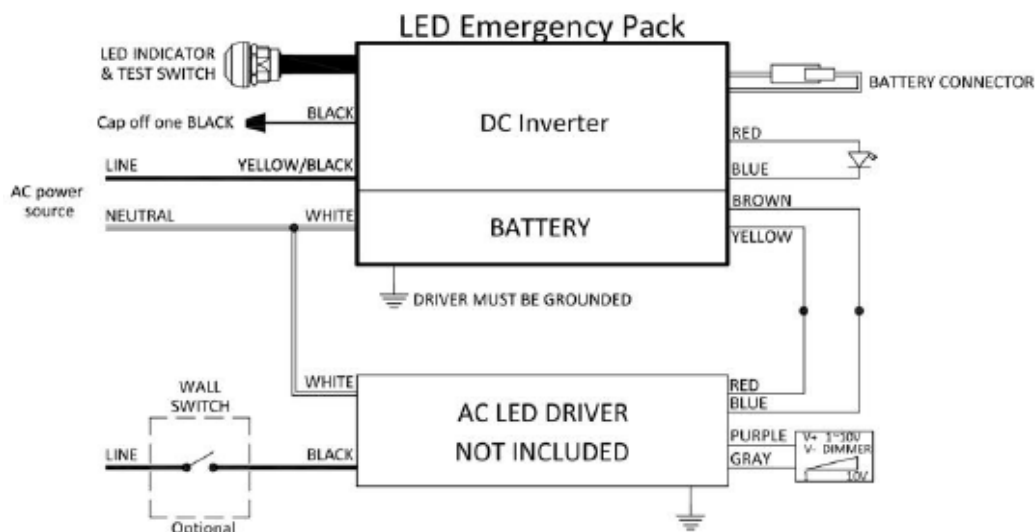 LED Emergency Pack
LED INDICATOR
& TEST SWITCH
BATTERY CONNECTOR
Cap off one BLACK
BLACK
DC Inverter
RED
LINE
YELLOW/BLACK
BLUE
AC power
source
NEUTRAL
WHITE
BATTERY
BROWN
YELLOW
DRIVER MUST BE GROUNDED
WALL
SWITCH
WHITE
AC LED DRIVER
NOT INCLUDED
RED
BLUE
LINE
BLACK
PURPLE
GRAY
V+ 1~10V
V- DIMMER
1 10V
Optional